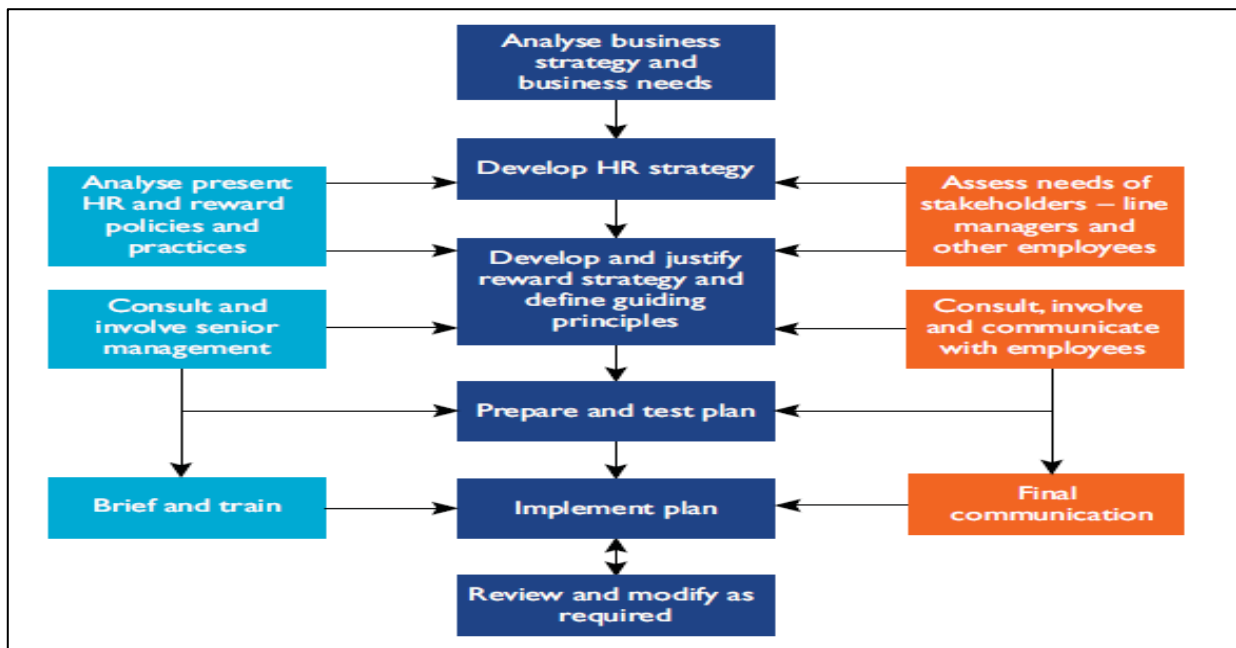 Analyse business
strategy and
business needs
Develop HR strategy
Analyse present
HR and reward
policies and
practices
Assess needs of
stakeholders – line
managers and
other employees
Develop and justify
reward strategy and
define guiding
principles
Consult and
involve senior
management
Consult, involve
and communicate
with employees
Prepare and test plan
Brief and train
Implement plan
Final
communication
Review and modify as
required